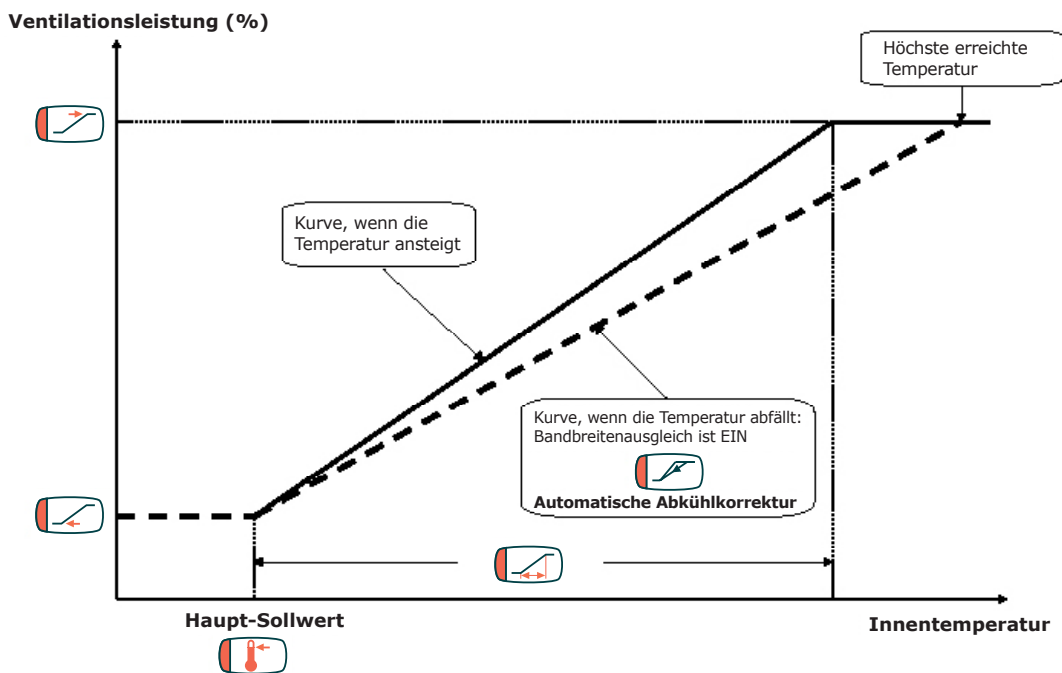 Ventilationsleistung (%)
Höchste erreichte
Temperatur
Kurve, wenn die
Temperatur ansteigt
Kurve, wenn die Temperatur abfällt:
Bandbreitenausgleich ist EIN
Automatische Abkühlkorrektur
Haupt-Sollwert
Innentemperatur